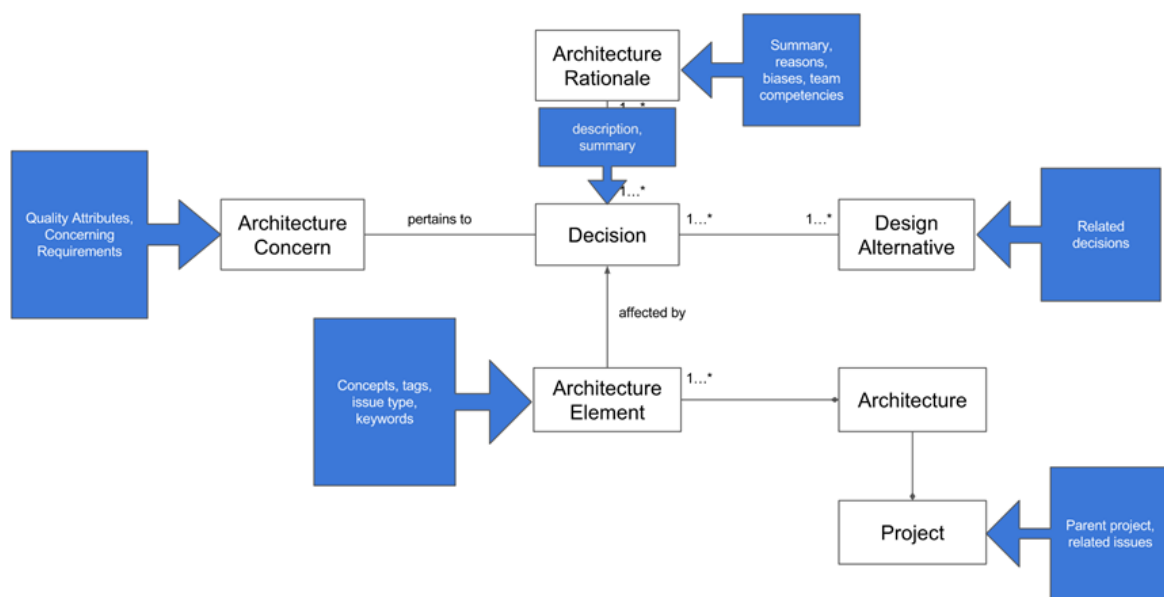 Architecture
Rationale
Summary,
reasons,
biases, team
competencies
1...*
description,
summary
1...*
Quality Attributes,
Concerning
Requirements
Architecture
Concern
pertains to
Decision
1...*
1...*
Design
Alternative
Related
decisions
affected by
Concepts, tags,
issue type,
keywords
Architecture
Element
1...*
Architecture
Project
Parent project,
related issues